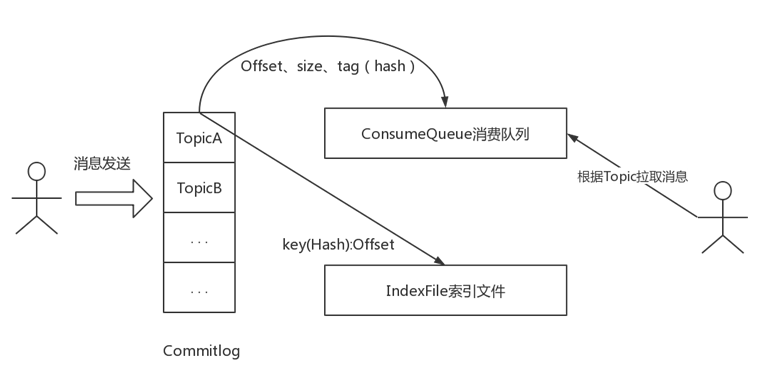 Offset、size、tag（hash）
TopicA
ConsumeQueue消费队列
消息发送
根据Topic拉取消息
TopicB
. . .
key(Hash):Offset
. . .
IndexFile索引文件
Commitlog